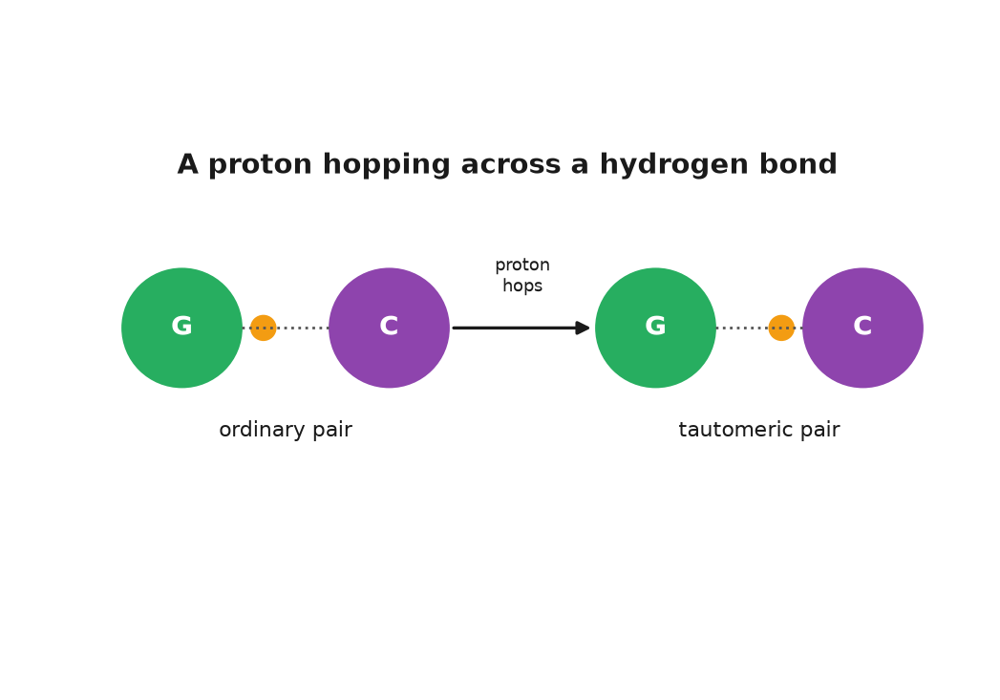 A proton hopping across a hydrogen bond
proton
hops
G
C
G
C
ordinary pair
tautomeric pair